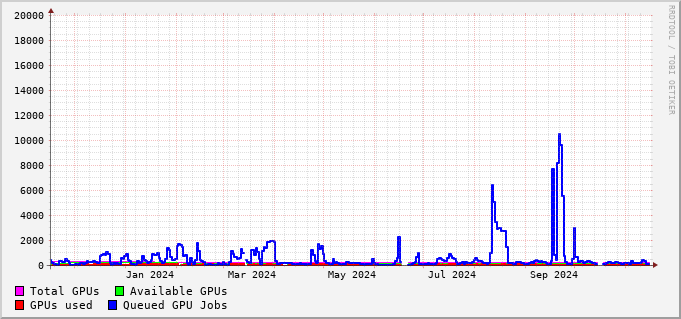 20000
18000
16000
14000
12000
10000
8000
6000
4000
2000
0
Jan 2024 Mar 2024 May 2024 Jul 2024 Sep 2024
Total GPUs Available GPUs
GPUs used Queued GPU Jobs
RRDTOOL / TOBI OETIKER